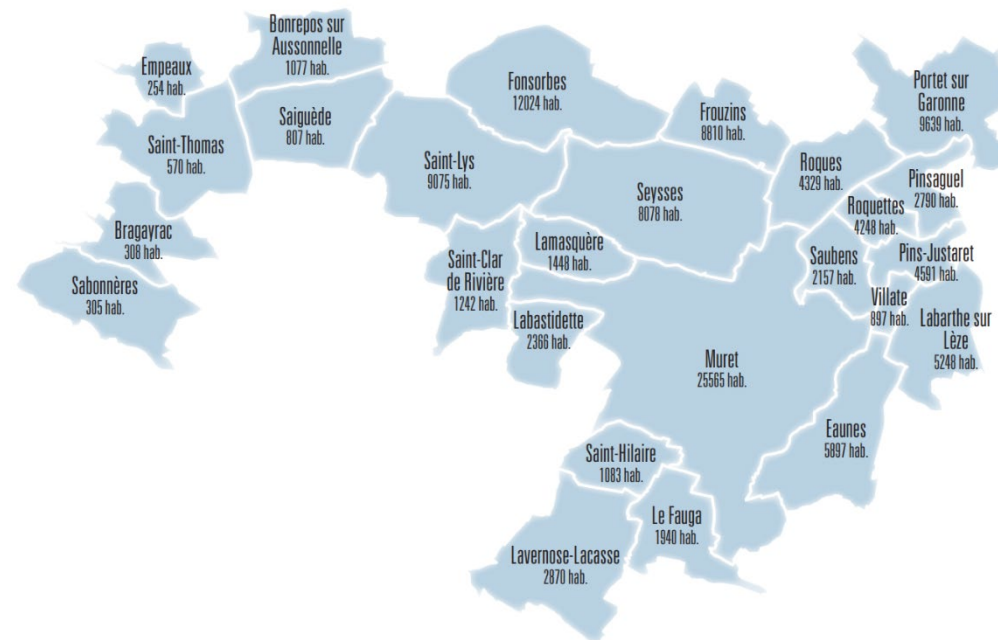 Bonrepos sur
Aussonnelle
1077 hab.
Empeaux
254 hab.
Fonsorbes
12024 hab.
Portet sur
Garonne
9639 hab.
Frouzins
8810 hab.
Saiguède
807 hab.
Saint-Thomas
570 hab.
Saint-Lys
9075 hab.
Roques
4329 hab.
Pinsaguel
2790 hab.
Seysses
8078 hab.
Roquettes
4248 hab.
Bragayrac
308 hab.
Lamasquère
1448 hab.
Saubens
2157 hab.
Pins-Justaret
4591 hab.
Saint-Clar
de Rivière
1242 hab.
Sabonnères
305 hab.
Villate
897 hab.
Labarthe sur
Lèze
5248 hab.
Labastidette
2366 hab.
Muret
25565 hab.
Eaunes
5897 hab.
Saint-Hilaire
1083 hab.
Le Fauga
1940 hab.
Lavernose-Lacasse
2870 hab.